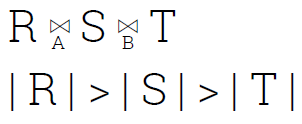 R ⋈A S ⋈B T
| R | > | S | > | T |